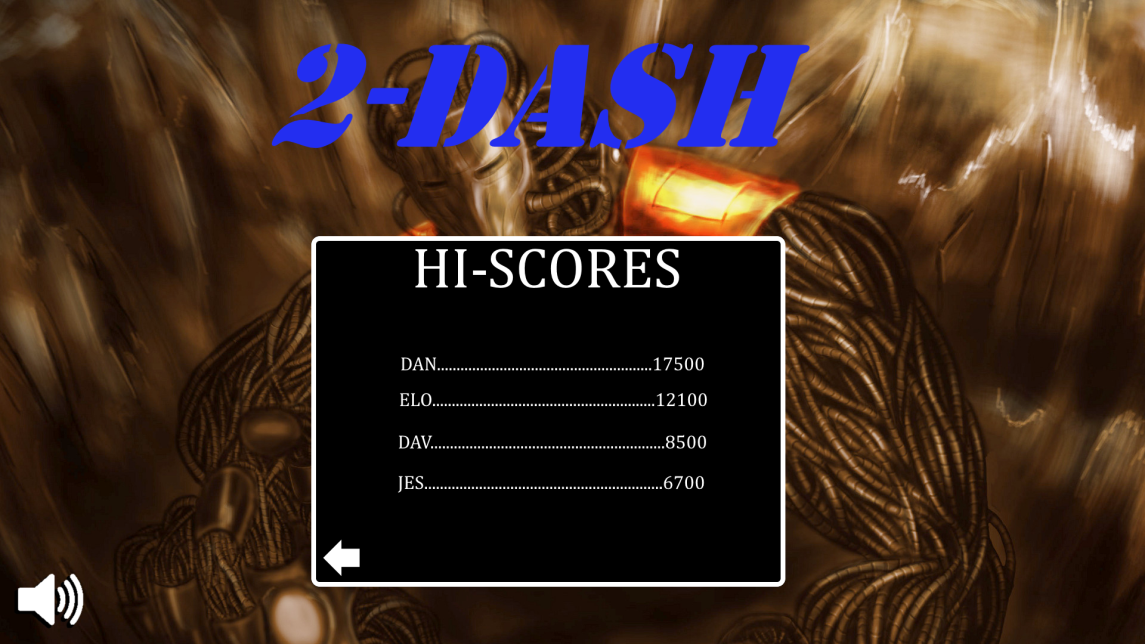 2-DASH
HI-SCORES
DAN......................................................17500
ELO........................................................12100
DAV...........................................................8500
JES............................................................6700